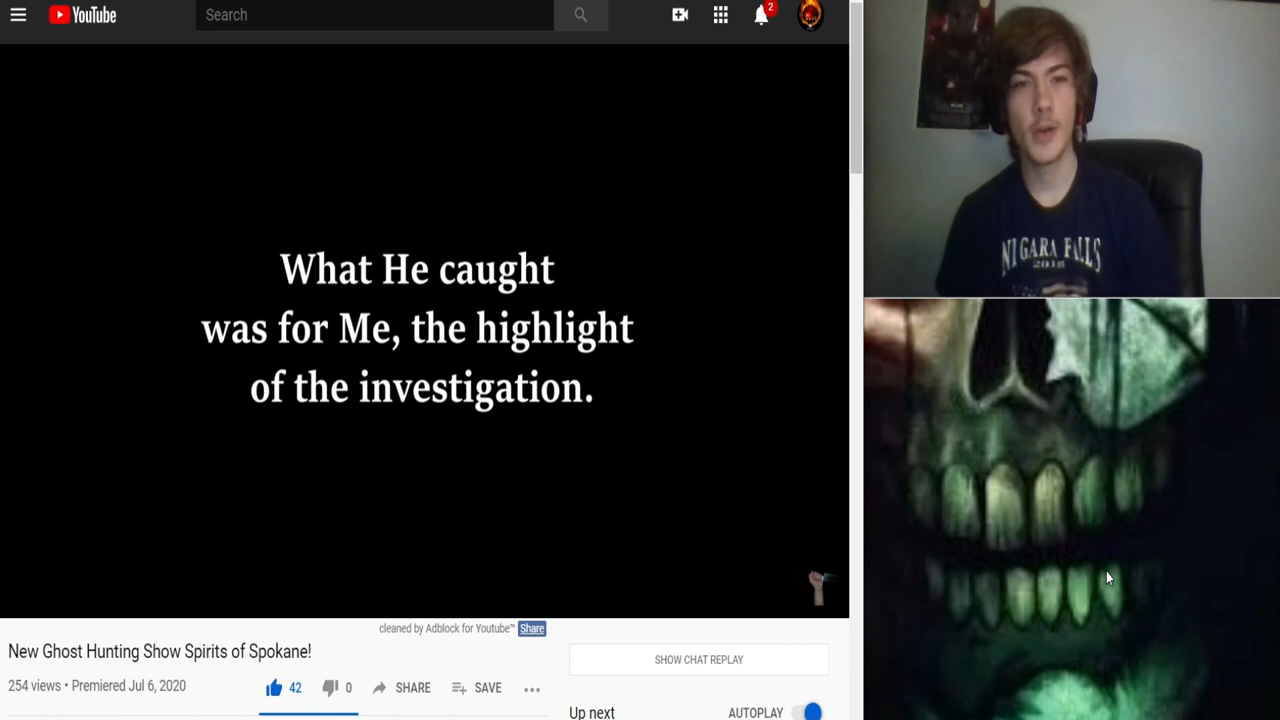 YouTube
Search
2
What He caught
was for Me, the highlight
of the investigation.
cleaned by Adblock for Youtube™ Share
New Ghost Hunting Show Spirits of Spokane!
254 views • Premiered Jul 6, 2020
42
0
SHARE
SAVE
SHOW CHAT REPLAY
Up next
AUTOPLAY
NIGARA FALLS
2018